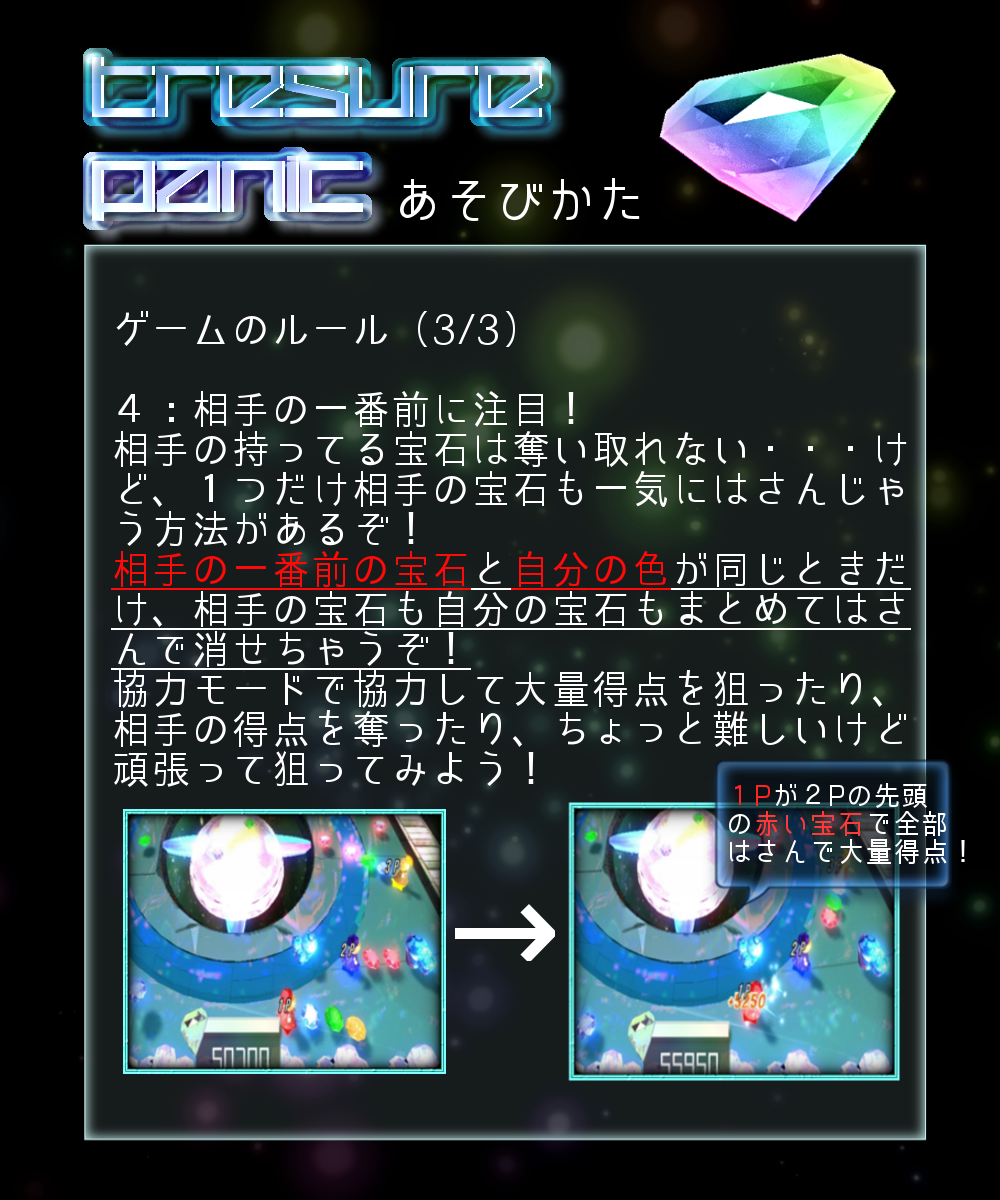 tresure
panic あそびかた
ゲームのルール（3/3）
４：相手の一番前に注目！
相手の持ってる宝石は奪い取れない・・・け
ど、１つだけ相手の宝石も一気にはさんじゃ
う方法があるぞ！
相手の一番前の宝石と自分の色が同じときだ
け、相手の宝石も自分の宝石もまとめてはさ
んで消せちゃうぞ！
協力モードで協力して大量得点を狙ったり、
相手の得点を奪ったり、ちょっと難しいけど
頑張って狙ってみよう！
１Ｐが２Ｐの先頭
の赤い宝石で全部
はさんで大量得点！
3P
2P
1P
50700
2P
1P
+5250
55950